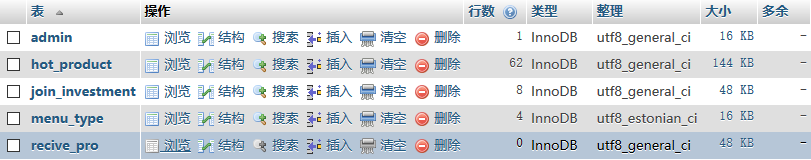 表 操作 行数 类型 整理 大小 多余
admin 浏览 结构 搜索 插入 清空 删除 1 InnoDB utf8_general_ci 16 KB -
hot_product 浏览 结构 搜索 插入 清空 删除 62 InnoDB utf8_general_ci 144 KB -
join_investment 浏览 结构 搜索 插入 清空 删除 8 InnoDB utf8_general_ci 48 KB -
menu_type 浏览 结构 搜索 插入 清空 删除 4 InnoDB utf8_estonian_ci 16 KB -
recive_pro 浏览 结构 搜索 插入 清空 删除 0 InnoDB utf8_general_ci 48 KB -